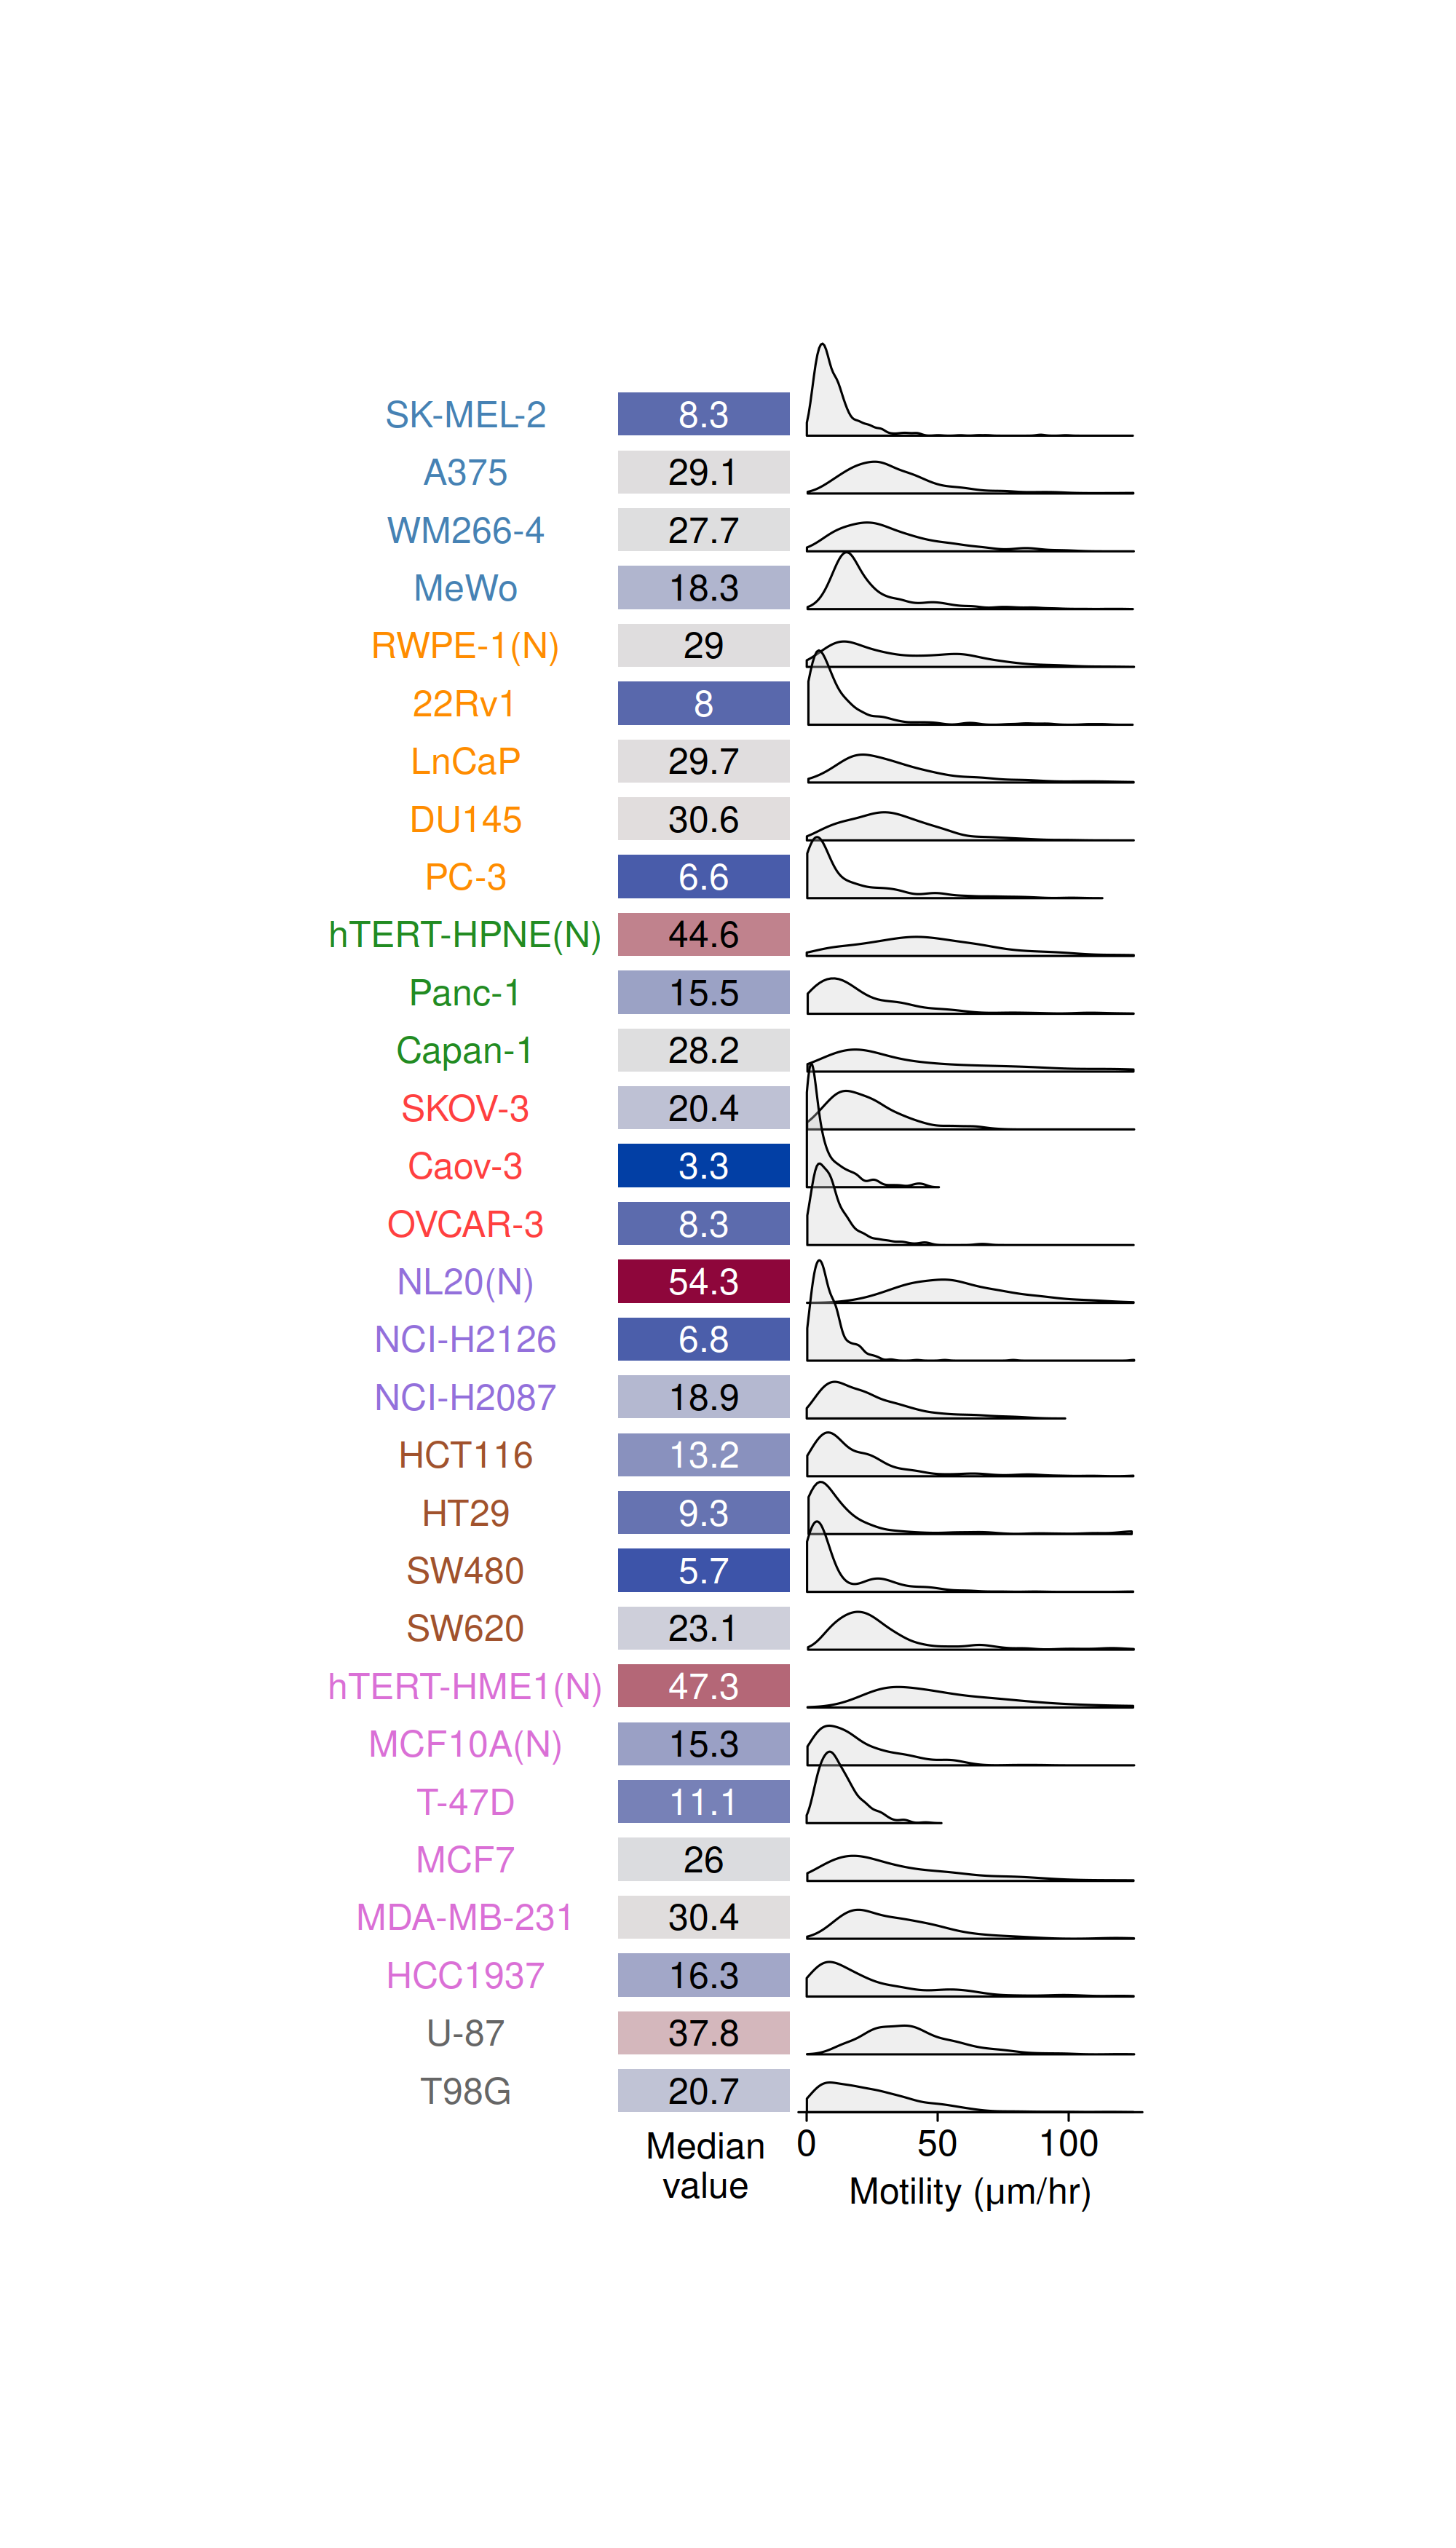 SK-MEL-2 8.3
A375 29.1
WM266-4 27.7
MeWo 18.3
RWPE-1(N) 29
22Rv1 8
LnCaP 29.7
DU145 30.6
PC-3 6.6
hTERT-HPNE(N) 44.6
Panc-1 15.5
Capan-1 28.2
SKOV-3 20.4
Caov-3 3.3
OVCAR-3 8.3
NL20(N) 54.3
NCI-H2126 6.8
NCI-H2087 18.9
HCT116 13.2
HT29 9.3
SW480 5.7
SW620 23.1
hTERT-HME1(N) 47.3
MCF10A(N) 15.3
T-47D 11.1
MCF7 26
MDA-MB-231 30.4
HCC1937 16.3
U-87 37.8
T98G 20.7
Median value
0 50 100
Motility (μm/hr)